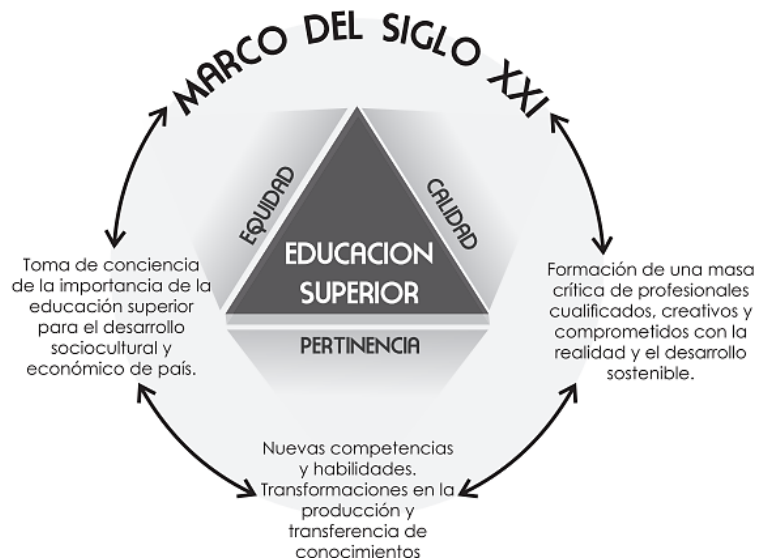 MARCO DEL SIGLO XXI
EQUIDAD
CALIDAD
EDUCACION
SUPERIOR
PERTINENCIA
Toma de conciencia
de la importancia de la
educación superior
para el desarrollo
sociocultural y
económico de país.
Formación de una masa
crítica de profesionales
cualificados, creativos y
comprometidos con la
realidad y el desarrollo
sostenible.
Nuevas competencias
y habilidades.
Transformaciones en la
producción y
transferencia de
conocimientos